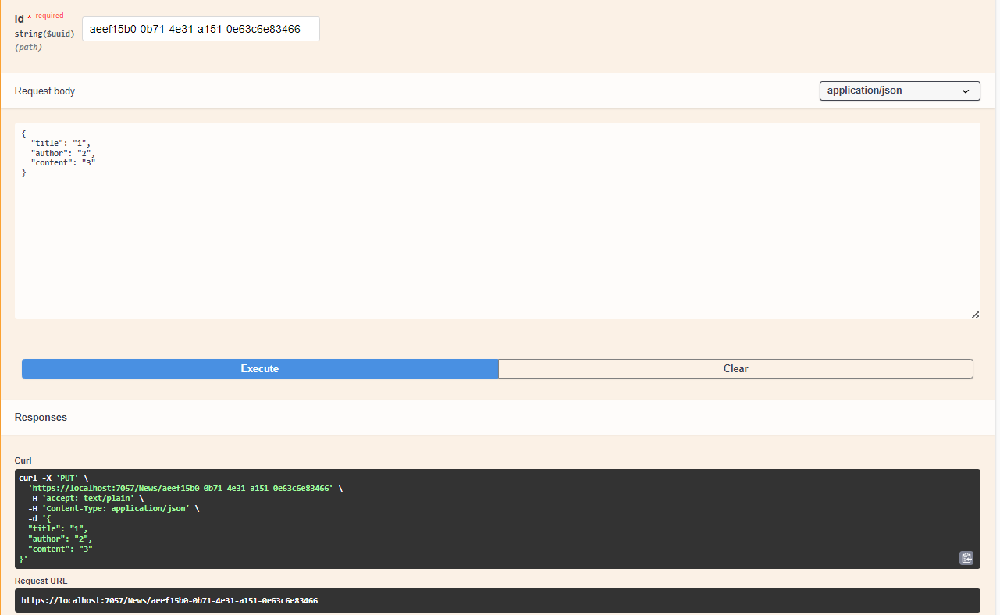 id * required
string($uuid)
(path)
aeef15b0-0b71-4e31-a151-0e63c6e83466
Request body
application/json
{
  "title": "1",
  "author": "2",
  "content": "3"
}
Execute
Clear
Responses
Curl
curl -X 'PUT' \
  'https://localhost:7057/News/aeef15b0-0b71-4e31-a151-0e63c6e83466' \
  -H 'accept: text/plain' \
  -H 'Content-Type: application/json' \
  -d '{
  "title": "1",
  "author": "2",
  "content": "3"
}'
Request URL
https://localhost:7057/News/aeef15b0-0b71-4e31-a151-0e63c6e83466